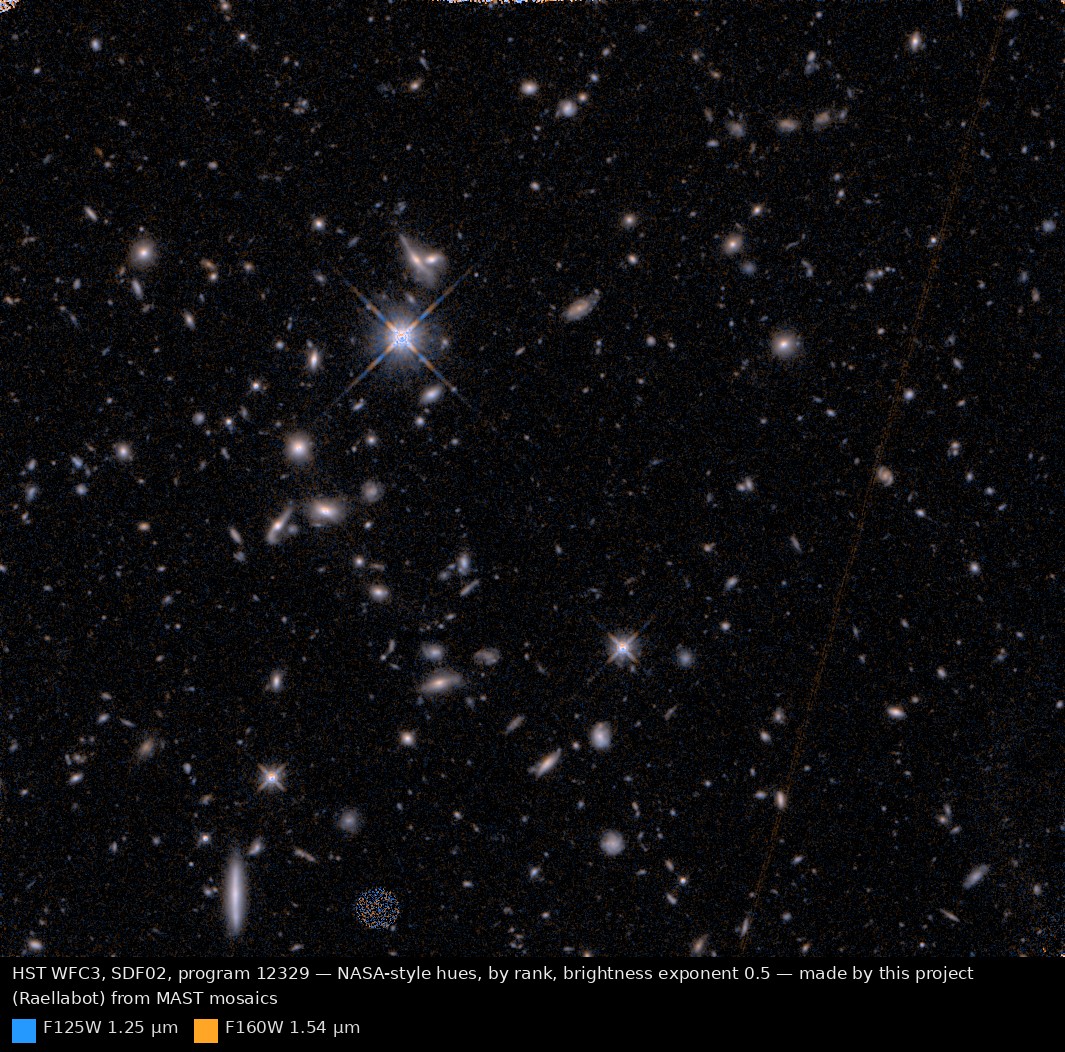 HST WFC3, SDF02, program 12329 — NASA-style hues, by rank, brightness exponent 0.5 — made by this project
(Raellabot) from MAST mosaics
F125W 1.25 µm F160W 1.54 µm